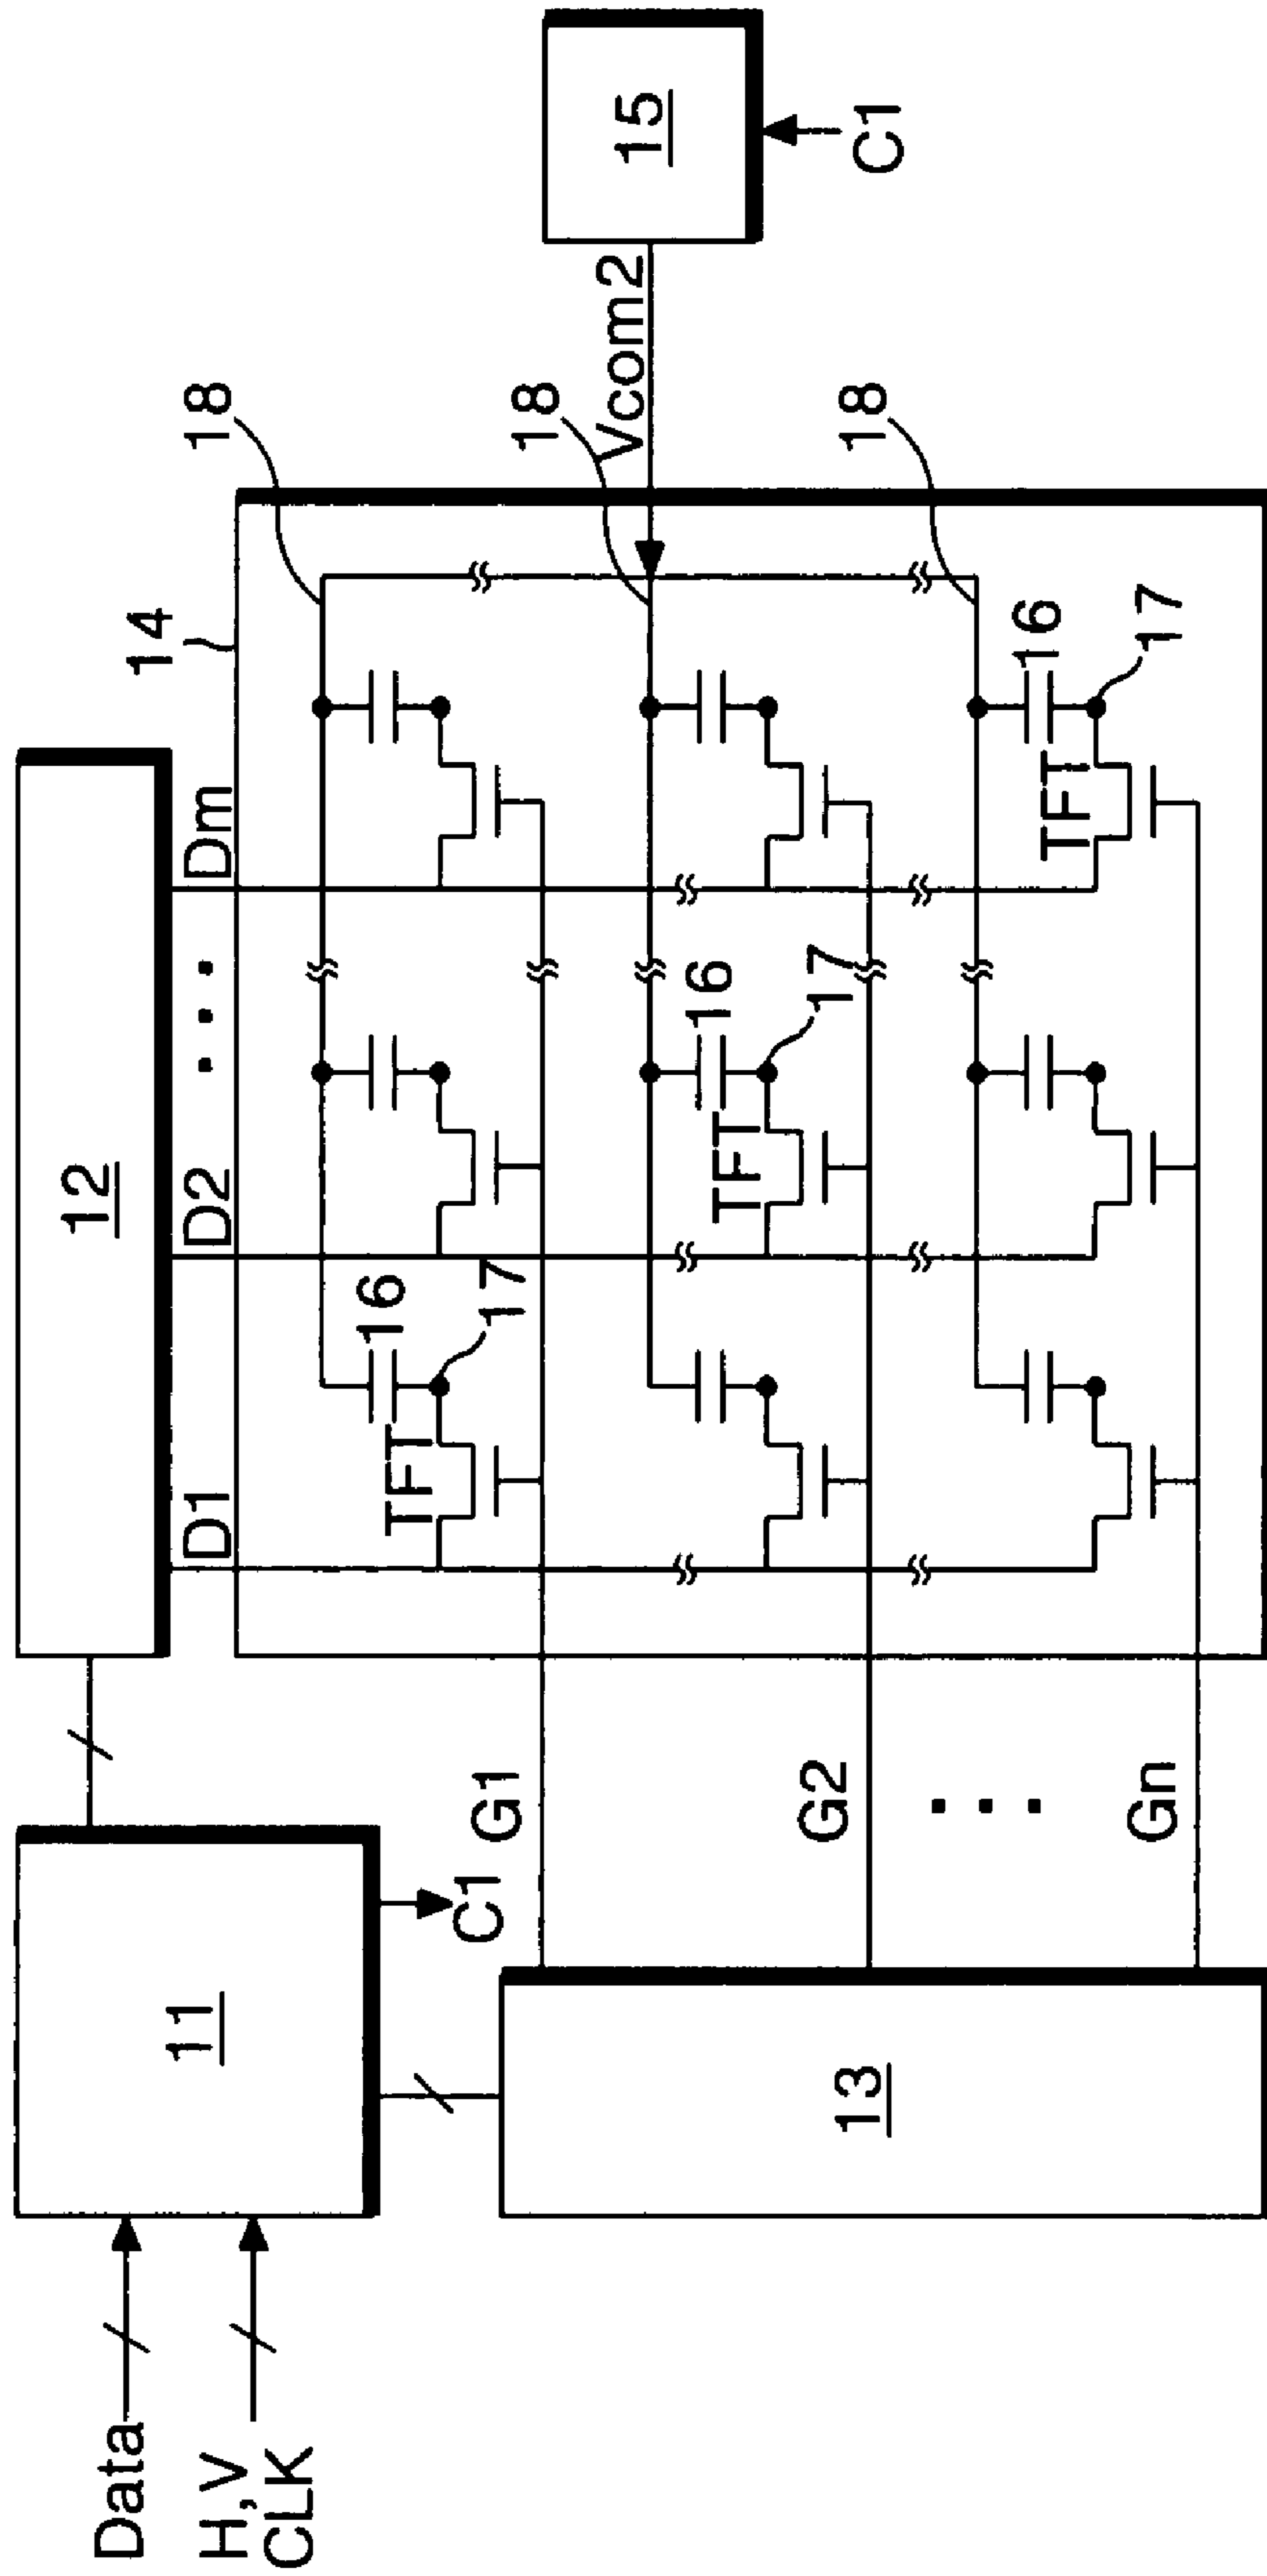 Data
H,V
CLK
11
C1
12
D1
D2
• • •
Dm
14
13
G1
G2
• • •
Gn
TFT
16
17
18
TFT
16
17
18
TFT
16
17
18
Vcom2
15
C1